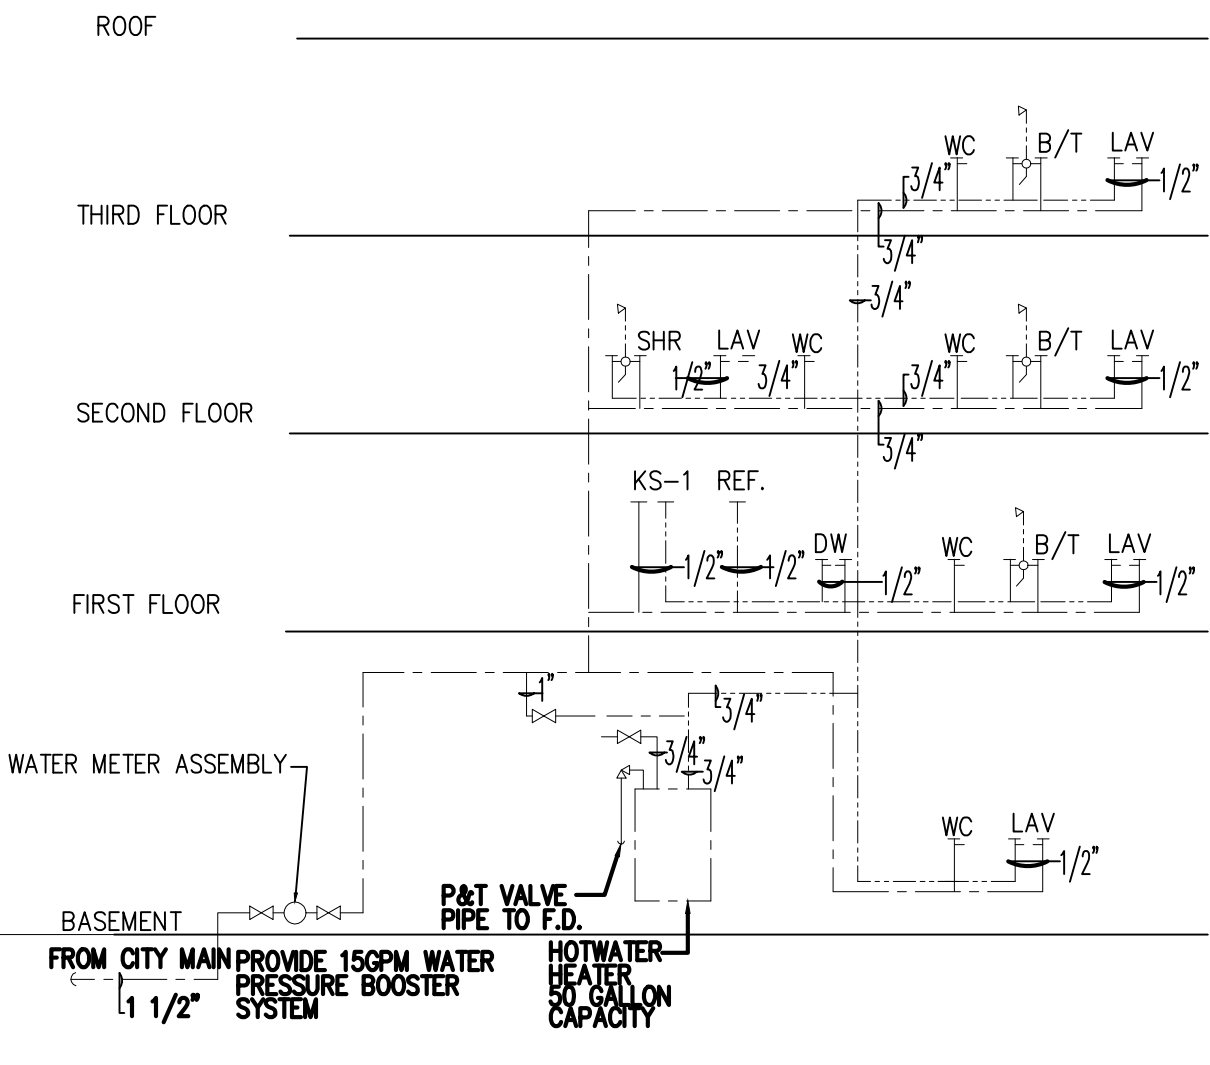 ROOF
WC B/T LAV
3/4" 1/2"
THIRD FLOOR
3/4"
3/4"
SHR LAV WC WC B/T LAV
1/2" 3/4" 3/4" 1/2"
SECOND FLOOR
3/4"
KS-1 REF.
DW WC B/T LAV
1/2" 1/2" 1/2" 1/2"
FIRST FLOOR
1"
3/4"
WATER METER ASSEMBLY
3/4"
3/4"
WC LAV
1/2"
P&T VALVE
PIPE TO F.D.
BASEMENT
FROM CITY MAIN
1 1/2"
PROVIDE 15GPM WATER
PRESSURE BOOSTER
SYSTEM
HOTWATER
HEATER
50 GALLON
CAPACITY